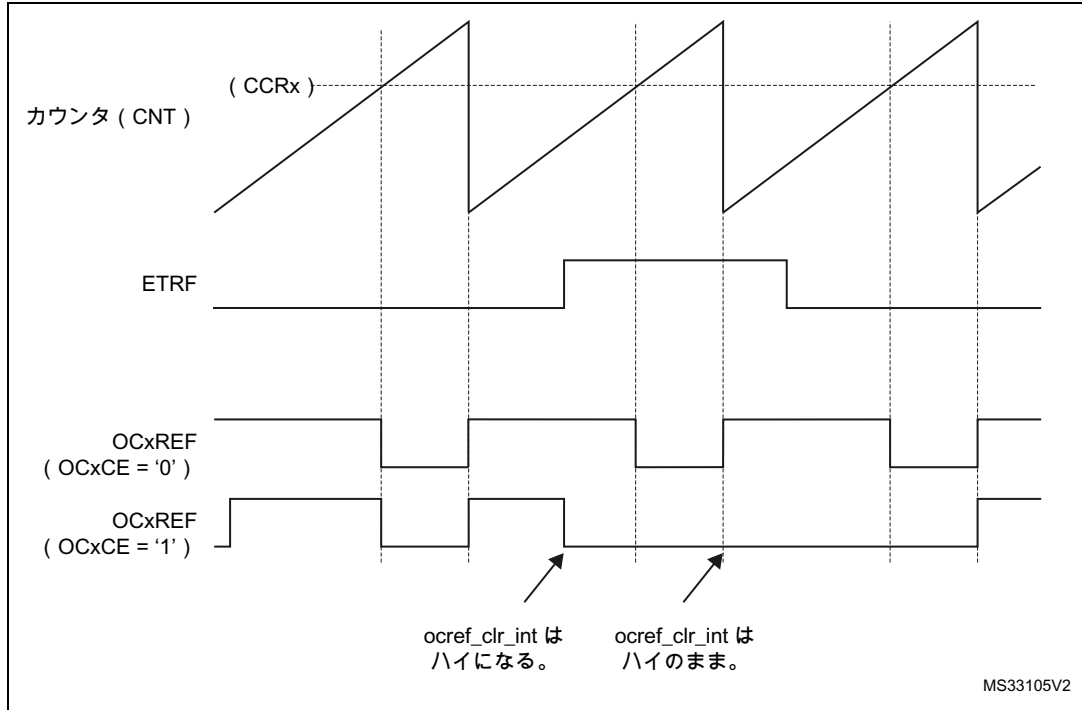 ( CCRx )
カウンタ ( CNT )
ETRF
OCxREF
( OCxCE = ‘0’ )
OCxREF
( OCxCE = ‘1’ )
ocref_clr_int は
ハイになる。
ocref_clr_int は
ハイのまま。
MS33105V2